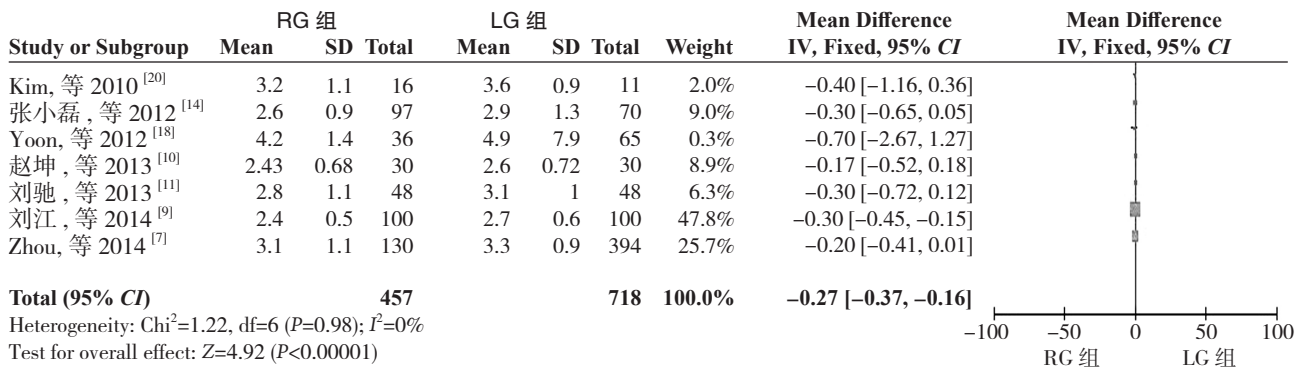 RG 组 LG 组 Mean Difference Mean Difference
Study or Subgroup Mean SD Total Mean SD Total Weight IV, Fixed, 95% CI IV, Fixed, 95% CI
Kim, 等 2010 [20] 3.2 1.1 16 3.6 0.9 11 2.0% −0.40 [−1.16, 0.36]
张小磊, 等 2012 [14] 2.6 0.9 97 2.9 1.3 70 9.0% −0.30 [−0.65, 0.05]
Yoon, 等 2012 [18] 4.2 1.4 36 4.9 7.9 65 0.3% −0.70 [−2.67, 1.27]
赵坤, 等 2013 [10] 2.43 0.68 30 2.6 0.72 30 8.9% −0.17 [−0.52, 0.18]
刘驰, 等 2013 [11] 2.8 1.1 48 3.1 1 48 6.3% −0.30 [−0.72, 0.12]
刘江, 等 2014 [9] 2.4 0.5 100 2.7 0.6 100 47.8% −0.30 [−0.45, −0.15]
Zhou, 等 2014 [7] 3.1 1.1 130 3.3 0.9 394 25.7% −0.20 [−0.41, 0.01]
Total (95% CI) 457 718 100.0% −0.27 [−0.37, −0.16]
Heterogeneity: Chi²=1.22, df=6 (P=0.98); I²=0%
Test for overall effect: Z=4.92 (P<0.00001)
−100 −50 0 50 100
RG 组 LG 组